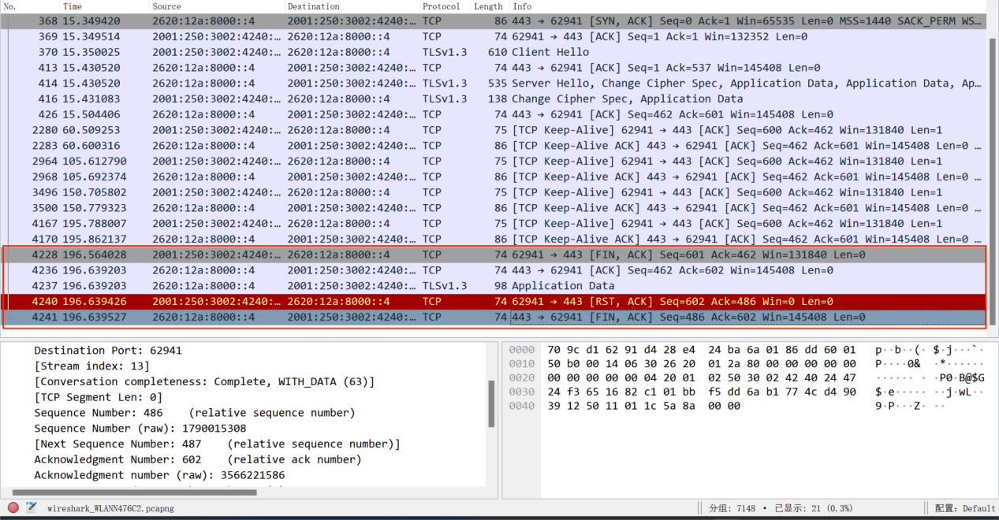 No. Time Source Destination Protocol Length Info
368 15.349420 2620:12a:8000::4 2001:250:3002:4240:… TCP 86 443 → 62941 [SYN, ACK] Seq=0 Ack=1 Win=65535 Len=0 MSS=1440 SACK_PERM WS…
369 15.349514 2001:250:3002:4240:… 2620:12a:8000::4 TCP 74 62941 → 443 [ACK] Seq=1 Ack=1 Win=132352 Len=0
370 15.350025 2001:250:3002:4240:… 2620:12a:8000::4 TLSv1.3 610 Client Hello
413 15.430520 2620:12a:8000::4 2001:250:3002:4240:… TCP 74 443 → 62941 [ACK] Seq=1 Ack=537 Win=145408 Len=0
414 15.430520 2620:12a:8000::4 2001:250:3002:4240:… TLSv1.3 535 Server Hello, Change Cipher Spec, Application Data, Application Data, Ap…
416 15.431083 2001:250:3002:4240:… 2620:12a:8000::4 TLSv1.3 138 Change Cipher Spec, Application Data
426 15.504406 2620:12a:8000::4 2001:250:3002:4240:… TCP 74 443 → 62941 [ACK] Seq=462 Ack=601 Win=145408 Len=0
2280 60.509253 2001:250:3002:4240:… 2620:12a:8000::4 TCP 75 [TCP Keep-Alive] 62941 → 443 [ACK] Seq=600 Ack=462 Win=131840 Len=1
2283 60.600316 2620:12a:8000::4 2001:250:3002:4240:… TCP 86 [TCP Keep-Alive ACK] 443 → 62941 [ACK] Seq=462 Ack=601 Win=145408 Len=0 …
2964 105.612790 2001:250:3002:4240:… 2620:12a:8000::4 TCP 75 [TCP Keep-Alive] 62941 → 443 [ACK] Seq=600 Ack=462 Win=131840 Len=1
2968 105.692374 2620:12a:8000::4 2001:250:3002:4240:… TCP 86 [TCP Keep-Alive ACK] 443 → 62941 [ACK] Seq=462 Ack=601 Win=145408 Len=0 …
3496 150.705802 2001:250:3002:4240:… 2620:12a:8000::4 TCP 75 [TCP Keep-Alive] 62941 → 443 [ACK] Seq=600 Ack=462 Win=131840 Len=1
3500 150.779323 2620:12a:8000::4 2001:250:3002:4240:… TCP 86 [TCP Keep-Alive ACK] 443 → 62941 [ACK] Seq=462 Ack=601 Win=145408 Len=0 …
4167 195.788007 2001:250:3002:4240:… 2620:12a:8000::4 TCP 75 [TCP Keep-Alive] 62941 → 443 [ACK] Seq=600 Ack=462 Win=131840 Len=1
4170 195.862137 2620:12a:8000::4 2001:250:3002:4240:… TCP 86 [TCP Keep-Alive ACK] 443 → 62941 [ACK] Seq=462 Ack=601 Win=145408 Len=0 …
4228 196.564028 2001:250:3002:4240:… 2620:12a:8000::4 TCP 74 62941 → 443 [FIN, ACK] Seq=601 Ack=462 Win=131840 Len=0
4236 196.639203 2620:12a:8000::4 2001:250:3002:4240:… TCP 74 443 → 62941 [ACK] Seq=462 Ack=602 Win=145408 Len=0
4237 196.639203 2620:12a:8000::4 2001:250:3002:4240:… TLSv1.3 98 Application Data
4240 196.639426 2001:250:3002:4240:… 2620:12a:8000::4 TCP 74 62941 → 443 [RST, ACK] Seq=602 Ack=486 Win=0 Len=0
4241 196.639527 2620:12a:8000::4 2001:250:3002:4240:… TCP 74 443 → 62941 [FIN, ACK] Seq=486 Ack=602 Win=145408 Len=0
Destination Port: 62941
[Stream index: 13]
[Conversation completeness: Complete, WITH_DATA (63)]
[TCP Segment Len: 0]
Sequence Number: 486 (relative sequence number)
Sequence Number (raw): 1790015308
[Next Sequence Number: 487 (relative sequence number)]
Acknowledgment Number: 602 (relative ack number)
Acknowledgment number (raw): 3566221586
0000 70 9c d1 62 91 d4 28 e4 24 ba 6a 01 86 dd 60 01 p··b··(· $·j···`·
0010 50 b0 00 14 06 30 26 20 01 2a 80 00 00 00 00 00 P····0& ·*······
0020 00 00 00 00 00 04 20 01 02 50 30 02 42 40 24 47 ······ · ·P0·B@$G
0030 24 f3 65 16 82 c1 01 bb f5 dd 6a b1 77 4c d4 90 $·e····· ··j·wL··
0040 39 12 50 11 01 1c 5a 8a 00 00 9·P···Z· ··
wireshark_WLANN476C2.pcapng 分组: 7148 · 已显示: 21 (0.3%) 配置: Default